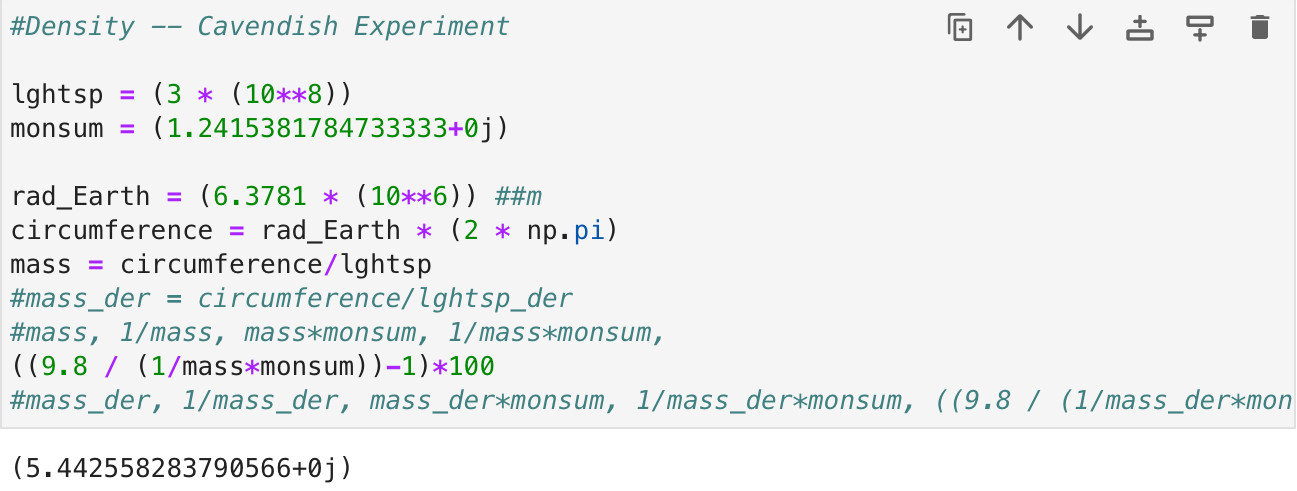 #Density -- Cavendish Experiment
lghtsp = (3 * (10**8))
monsum = (1.2415381784733333+0j)
rad_Earth = (6.3781 * (10**6)) ##m
circumference = rad_Earth * (2 * np.pi)
mass = circumference/lghtsp
#mass_der = circumference/lghtsp_der
#mass, 1/mass, mass*monsum, 1/mass*monsum,
((9.8 / (1/mass*monsum))-1)*100
#mass_der, 1/mass_der, mass_der*monsum, 1/mass_der*monsum, ((9.8 / (1/mass_der*mon
(5.442558283790566+0j)